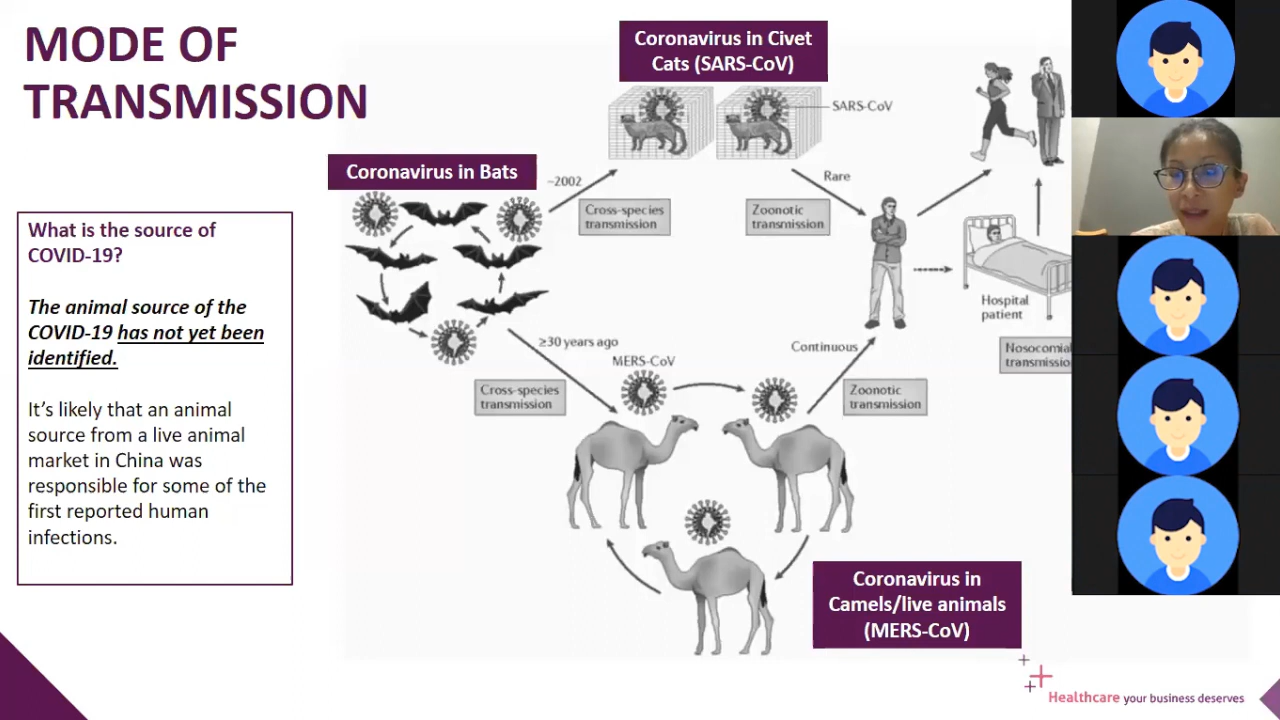 MODE OF
TRANSMISSION
What is the source of
COVID-19?
The animal source of the
COVID-19 has not yet been
identified.
It's likely that an animal
source from a live animal
market in China was
responsible for some of the
first reported human
infections.
Coronavirus in Civet
Cats (SARS-CoV)
SARS-CoV
Coronavirus in Bats
~2002
Cross-species
transmission
Rare
Zoonotic
transmission
Hospital
patient
Nosocomial
transmissio
≥30 years ago
MERS-CoV
Cross-species
transmission
Continuous
Zoonotic
transmission
Coronavirus in
Camels/live animals
(MERS-CoV)
Healthcare your business deserves